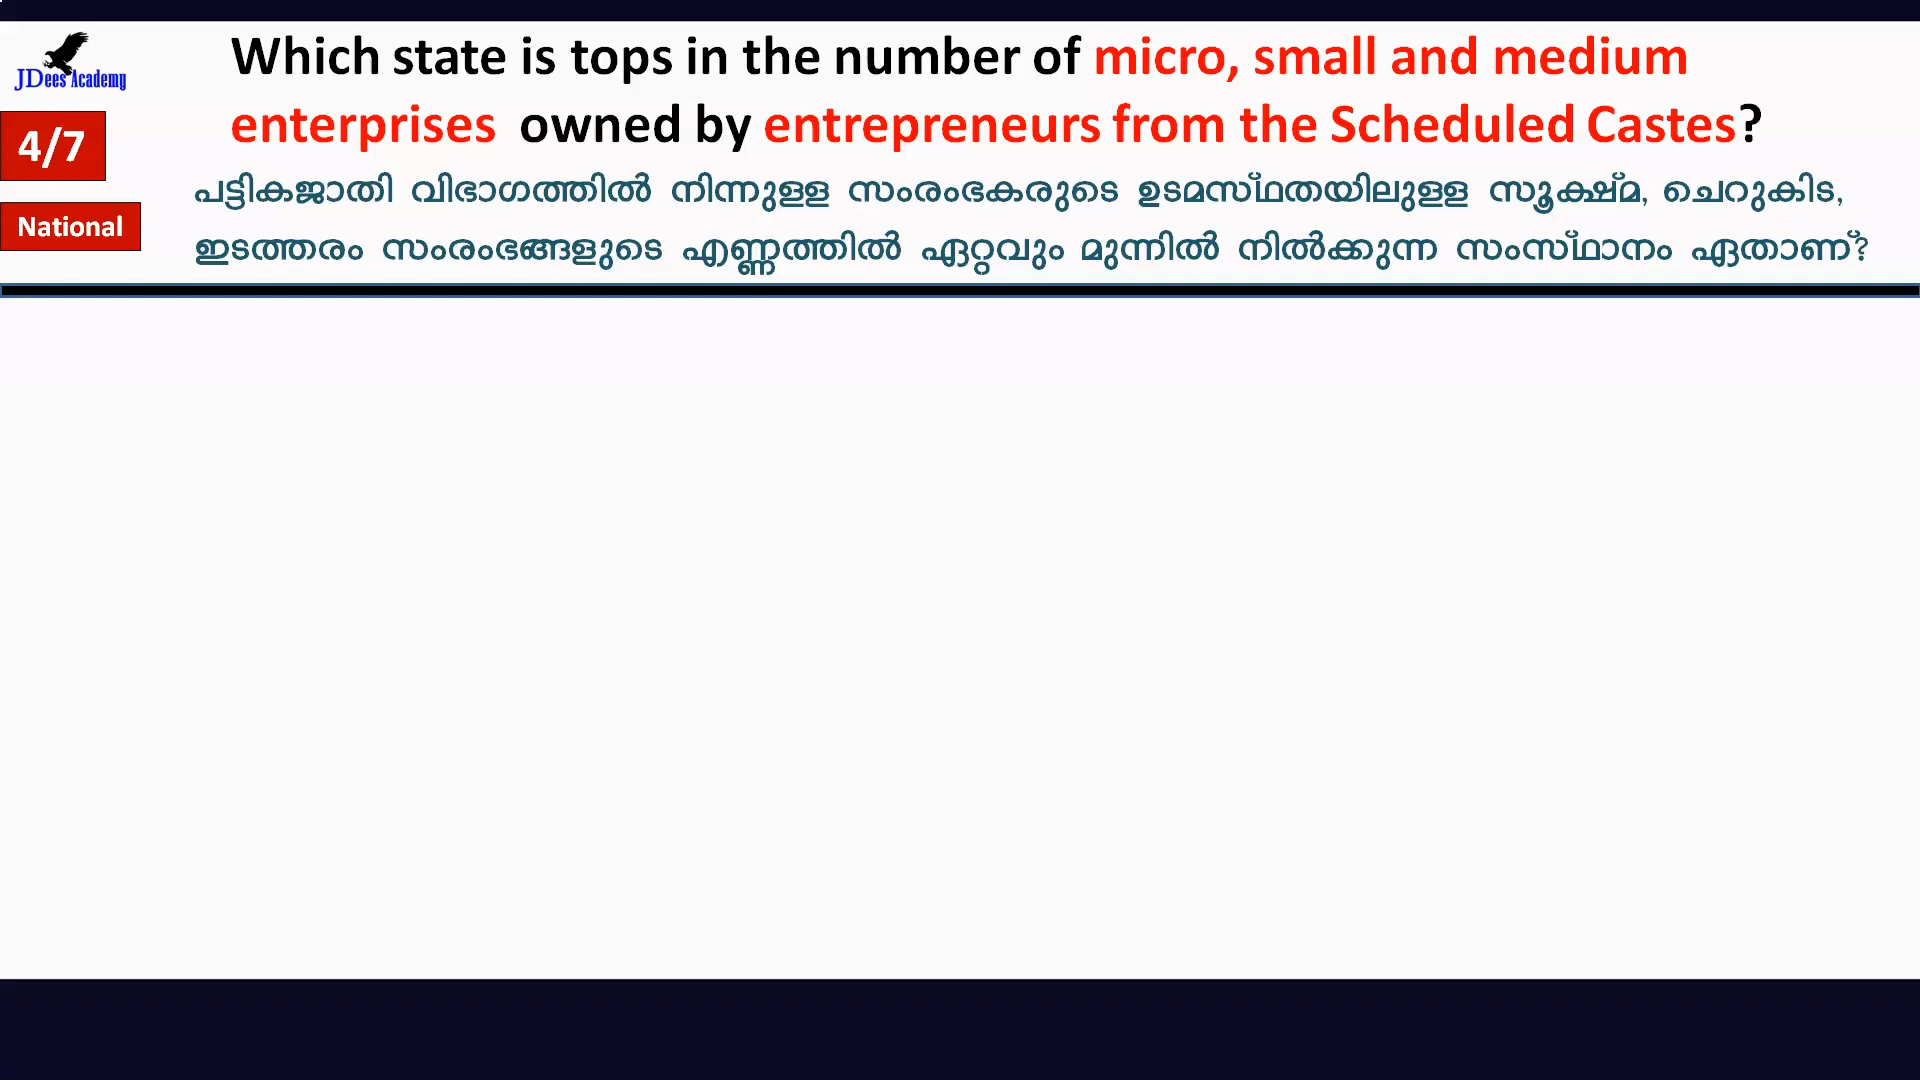 JDees Academy
Which state is tops in the number of micro, small and medium
enterprises owned by entrepreneurs from the Scheduled Castes?
4/7
National
പട്ടികജാതി വിഭാഗത്തിൽ നിന്നുള്ള സംരംഭകരുടെ ഉടമസ്ഥതയിലുള്ള സൂക്ഷ്മ, ചെറുകിട,
ഇടത്തരം സംരംഭങ്ങളുടെ എണ്ണത്തിൽ ഏറ്റവും മുന്നിൽ നിൽക്കുന്ന സംസ്ഥാനം ഏതാണ്?